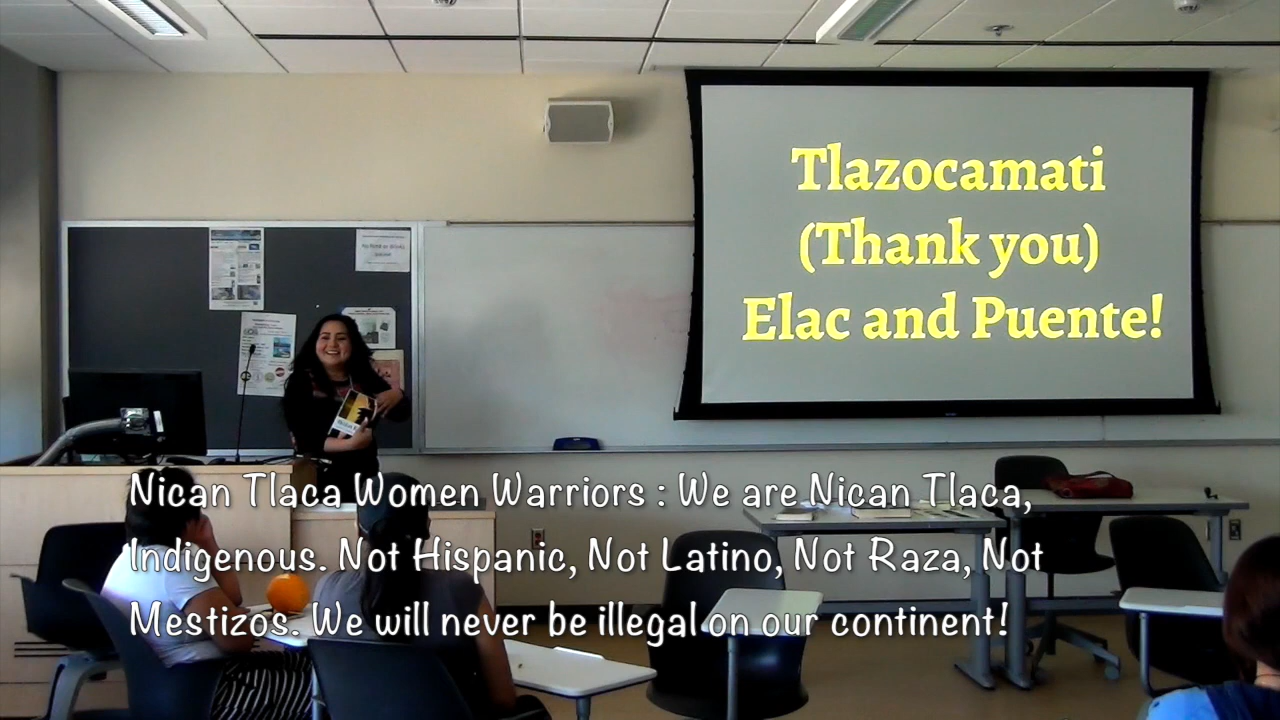 Tlazocamati
(Thank you)
Elac and Puente!
Nican Tlaca Women Warriors : We are Nican Tlaca,
Indigenous. Not Hispanic, Not Latino, Not Raza, Not
Mestizos. We will never be illegal on our continent!